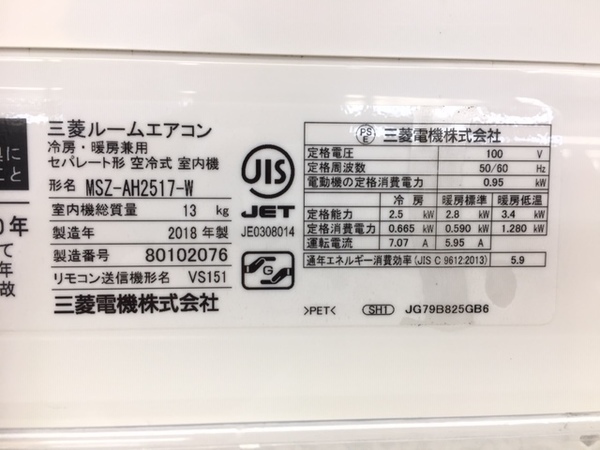 具に
こと
0年
って
年
故
三菱ルームエアコン
冷房・暖房兼用
セパレート形 空冷式 室内機
形名 MSZ-AH2517-W
室内機総質量 13 kg
製造年 2018 年製
製造番号 80102076
リモコン送信機形名 VS151
三菱電機株式会社
JIS
JET
JE0308014
G
PSE 三菱電機株式会社
定格電圧 100 V
定格周波数 50/60 Hz
電動機の定格消費電力 0.95 kW
冷房 暖房標準 暖房低温
定格能力 2.5 kW 2.8 kW 3.4 kW
定格消費電力 0.665 kW 0.590 kW 1.280 kW
運転電流 7.07 A 5.95 A
通年エネルギー消費効率(JIS C 9612:2013) 5.9
>PET< SH1 JG79B825GB6